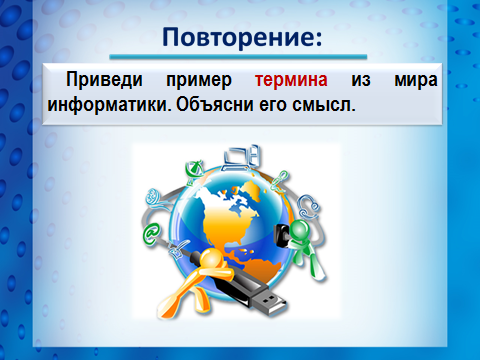 Повторение:
Приведи пример термина из мира
информатики. Объясни его смысл.
@